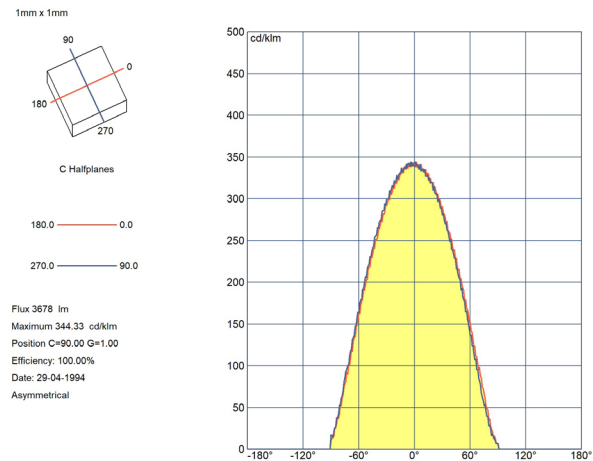 1mm x 1mm
90
0
180
270
C Halfplanes
180.0 0.0
270.0 90.0
Flux 3678 lm
Maximum 344.33 cd/klm
Position C=90.00 G=1.00
Efficiency: 100.00%
Date: 29-04-1994
Asymmetrical
500
cd/klm
450
400
350
300
250
200
150
100
50
0
-180° -120° -60° 0° 60° 120° 180°